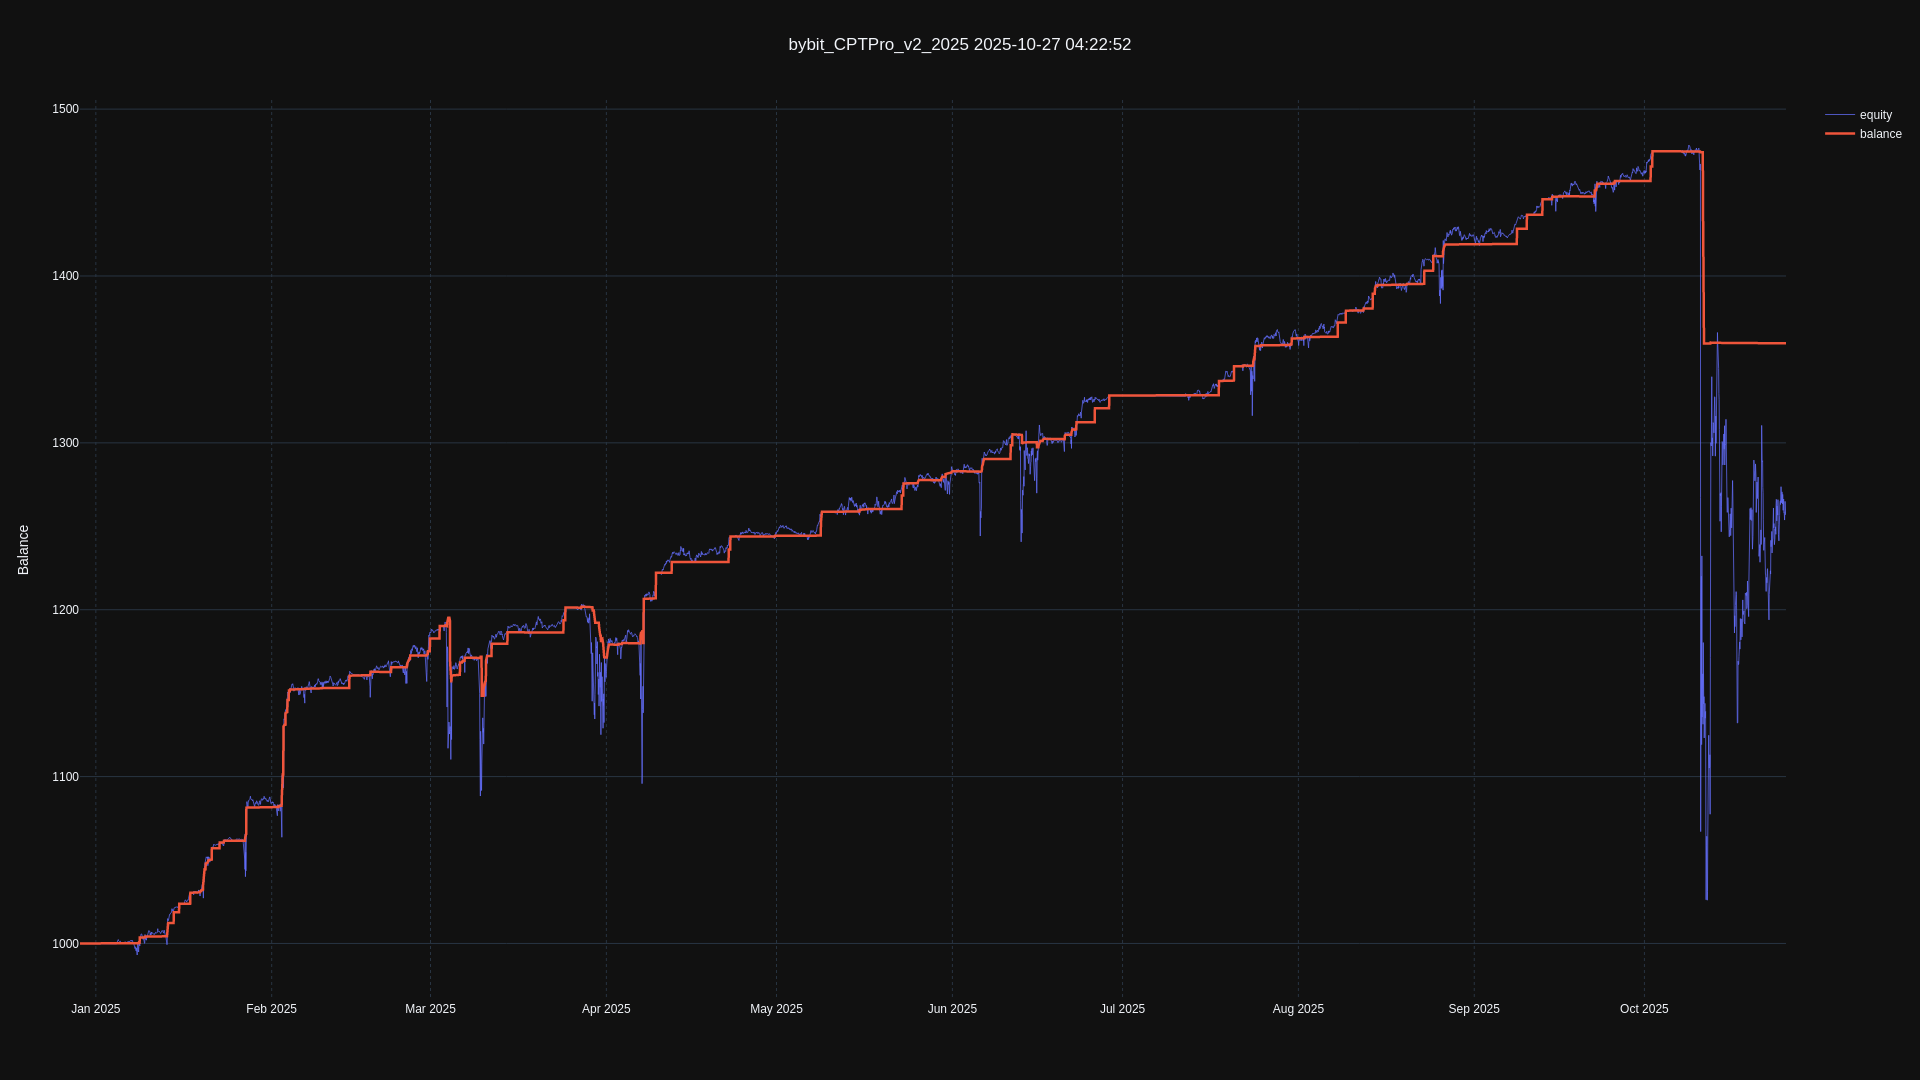 bybit_CPTPro_v2_2025 2025-10-27 04:22:52
1500
1400
1300
1200
1100
1000
Balance
Jan 2025
Feb 2025
Mar 2025
Apr 2025
May 2025
Jun 2025
Jul 2025
Aug 2025
Sep 2025
Oct 2025
equity
balance